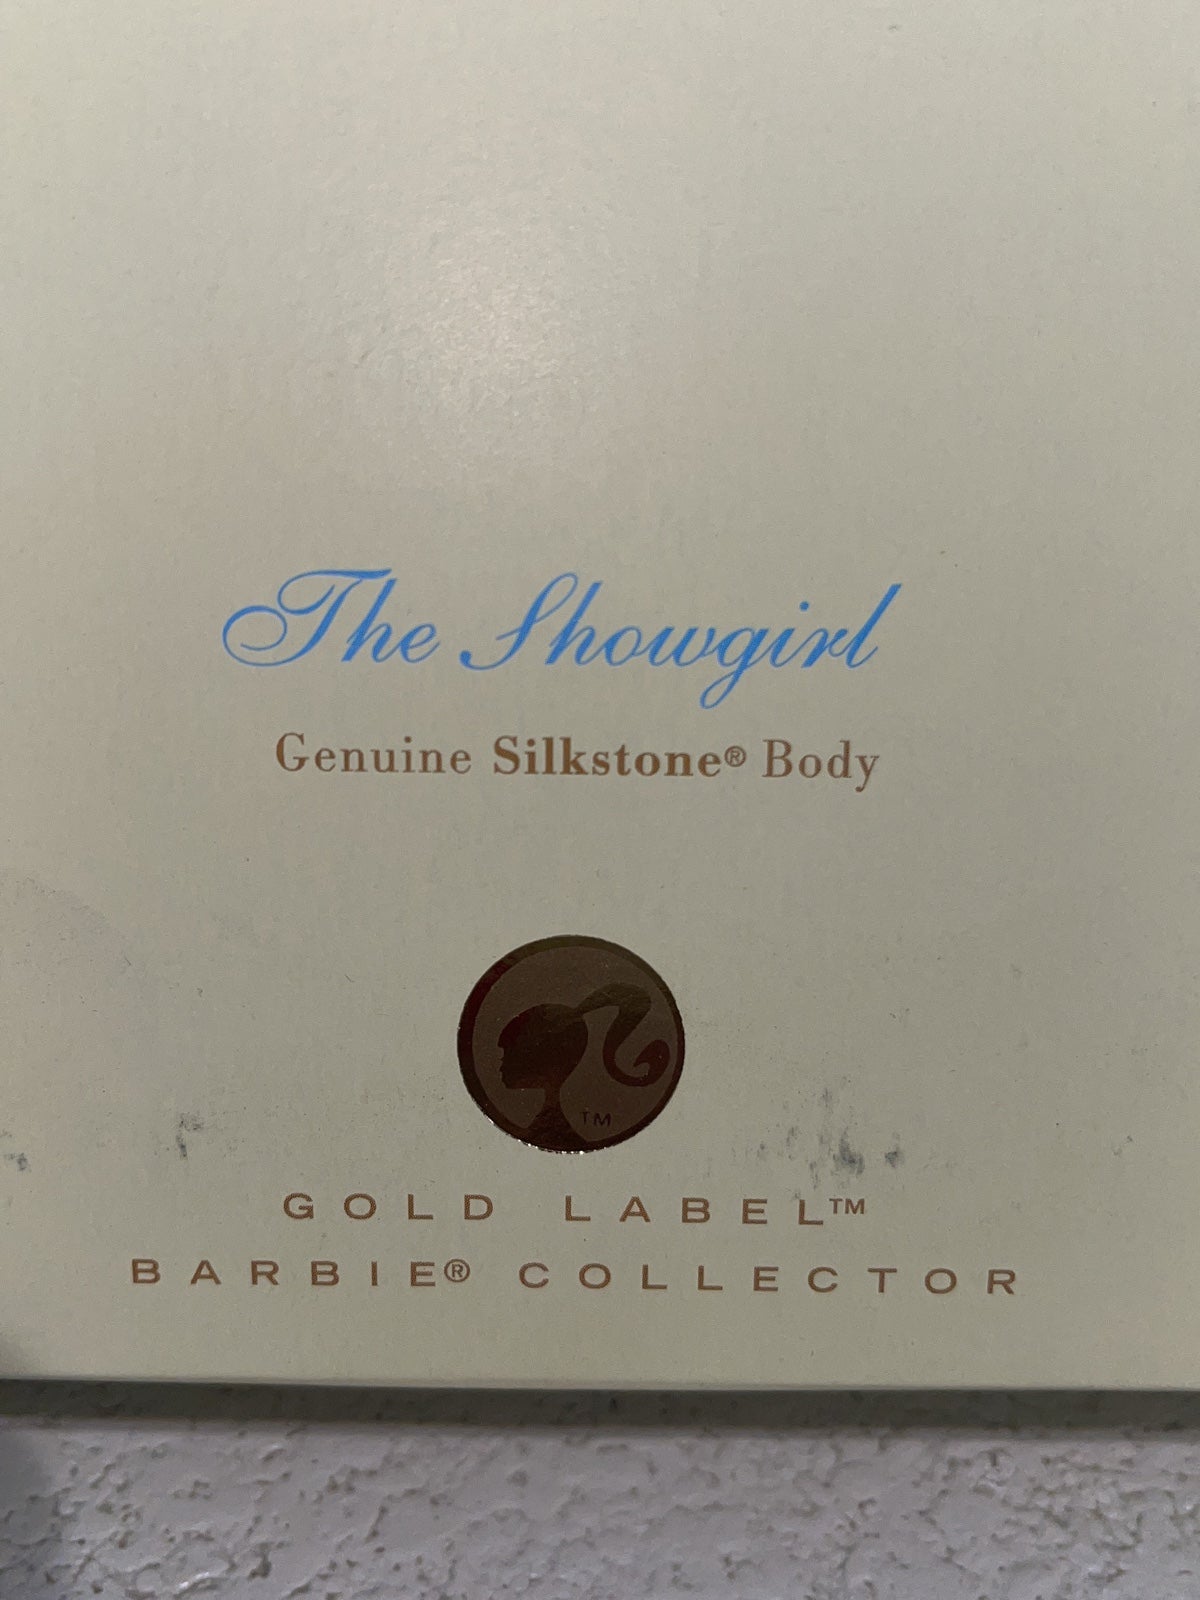 The Showgirl
Genuine Silkstone® Body
TM
GOLD LABEL™
BARBIE® COLLECTOR